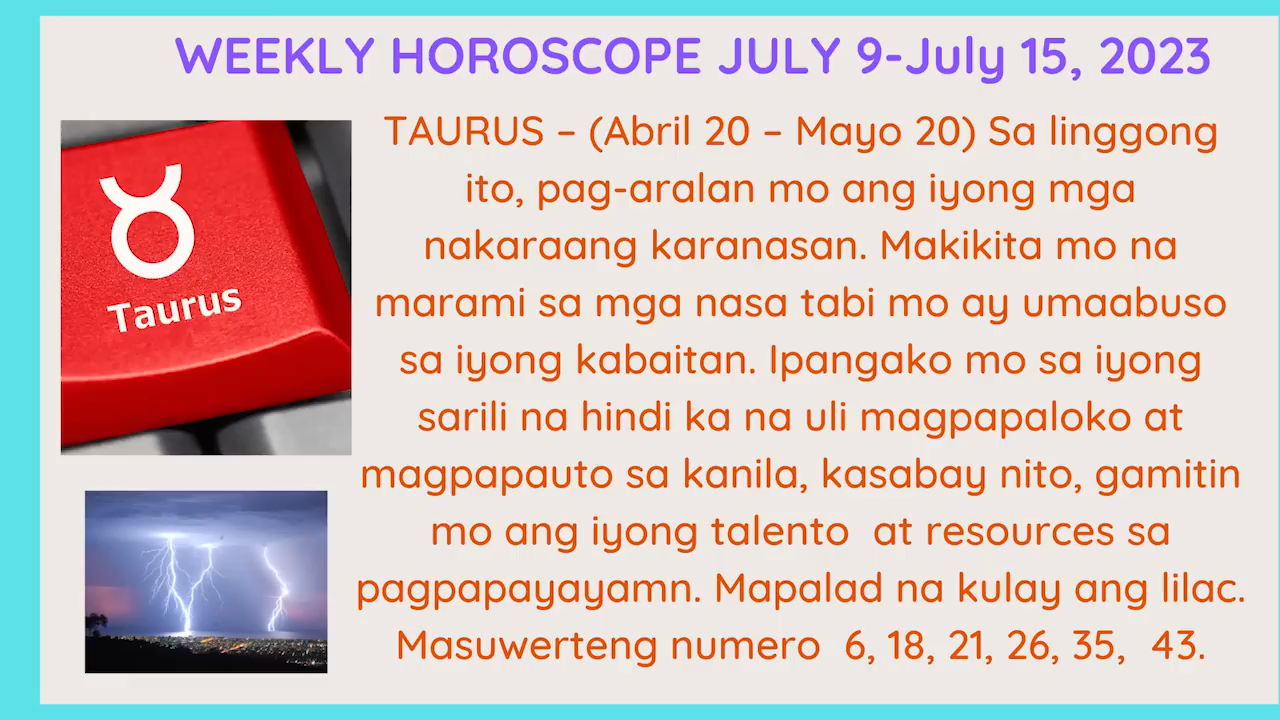 WEEKLY HOROSCOPE JULY 9-July 15, 2023
Taurus
TAURUS – (Abril 20 – Mayo 20) Sa linggong
ito, pag-aralan mo ang iyong mga
nakaraang karanasan. Makikita mo na
marami sa mga nasa tabi mo ay umaabuso
sa iyong kabaitan. Ipangako mo sa iyong
sarili na hindi ka na uli magpapaloko at
magpapauto sa kanila, kasabay nito, gamitin
mo ang iyong talento  at resources sa
pagpapayayamn. Mapalad na kulay ang lilac.
Masuwerteng numero  6, 18, 21, 26, 35,  43.